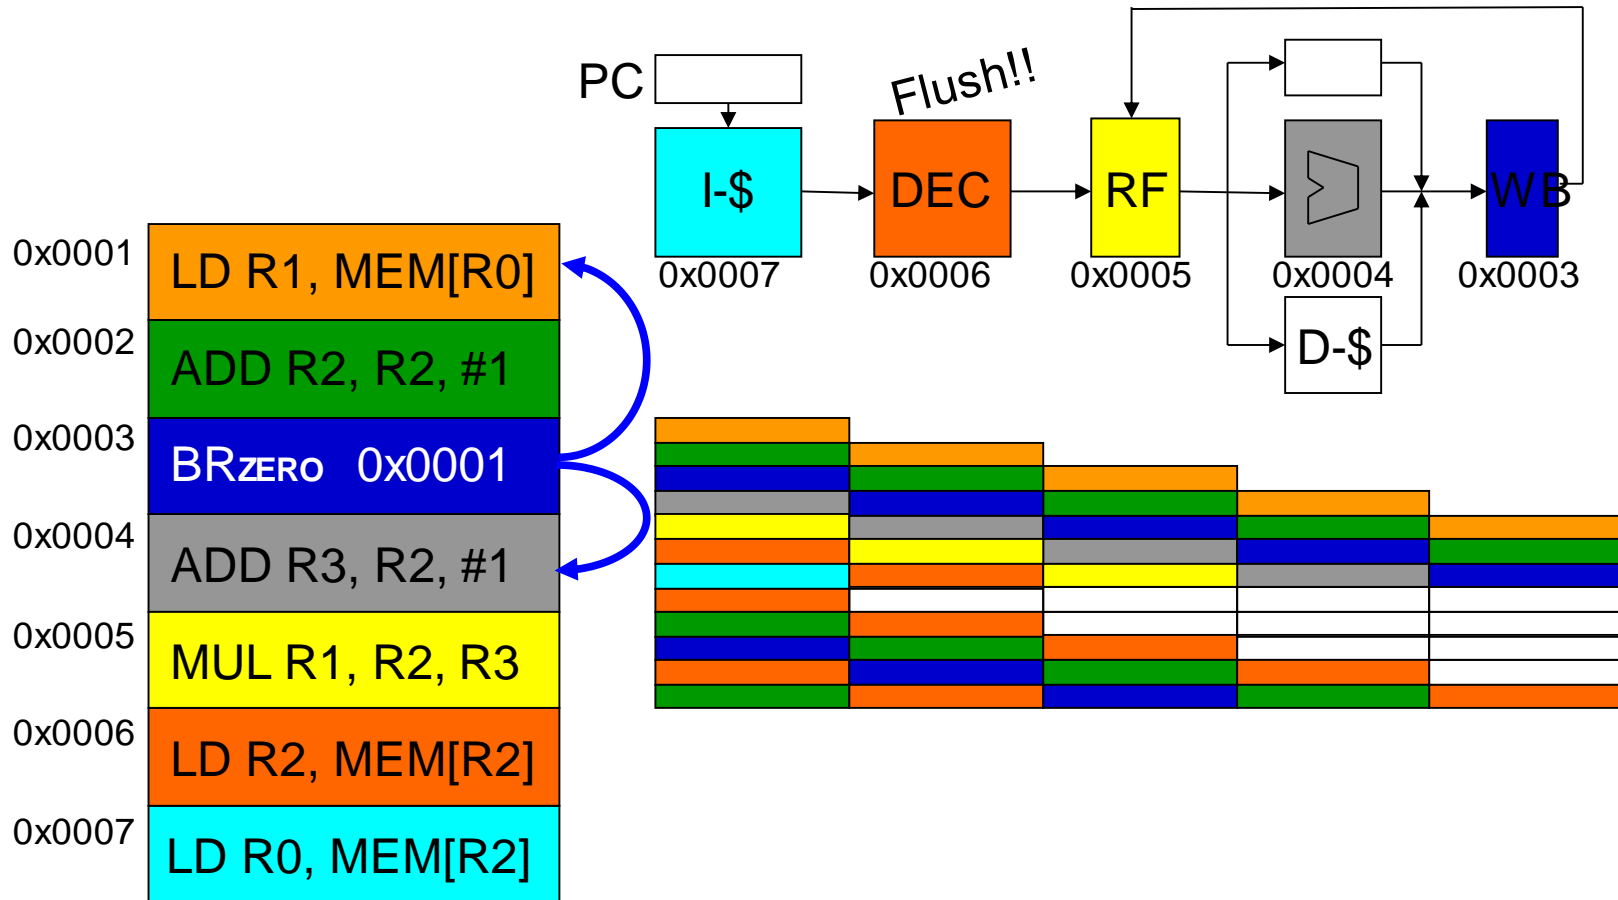 PC
Flush!!
I-$
DEC
RF
WB
0x0007
0x0006
0x0005
0x0004
0x0003
D-$
0x0001
LD R1, MEM[R0]
0x0002
ADD R2, R2, #1
0x0003
BRZERO 0x0001
0x0004
ADD R3, R2, #1
0x0005
MUL R1, R2, R3
0x0006
LD R2, MEM[R2]
0x0007
LD R0, MEM[R2]